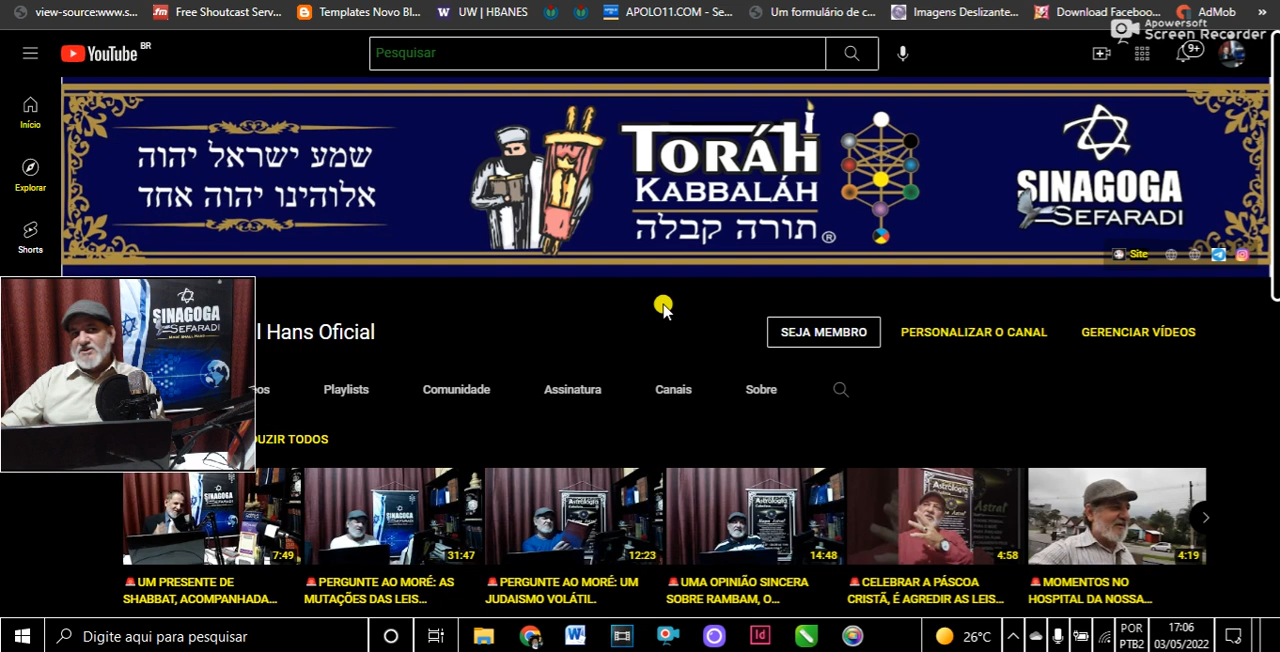 view-source:www.s...
Free Shoutcast Serv...
Templates Novo Bl...
UW | HBANES
APOLO11.COM - Se...
Um formulário de c...
Imagens Deslizante...
Download Faceboo...
AdMob
»
Apowersoft
Screen Recorder
YouTube BR
Pesquisar
9+
Início
Explorar
Shorts
שמע ישראל יהוה
אלוהינו יהוה אחד
TORÁH
KABBALÁH
תורה קבלה ®
SINAGOGA
SEFARADI
Site
SINAGOGA
SEFARADI
l Hans Oficial
SEJA MEMBRO
PERSONALIZAR O CANAL
GERENCIAR VÍDEOS
os
Playlists
Comunidade
Assinatura
Canais
Sobre
UZIR TODOS
SINAGOGA
SINAGOGA
Astrologia
Astrologia
Astrologia
7:49
31:47
12:23
14:48
4:58
4:19
UM PRESENTE DE
SHABBAT, ACOMPANHADA...
PERGUNTE AO MORÉ: AS
MUTAÇÕES DAS LEIS...
PERGUNTE AO MORÉ: UM
JUDAISMO VOLÁTIL.
UMA OPINIÃO SINCERA
SOBRE RAMBAM, O...
CELEBRAR A PÁSCOA
CRISTÃ, É AGREDIR AS LEIS...
MOMENTOS NO
HOSPITAL DA NOSSA...
Digite aqui para pesquisar
26°C
POR
PTB2
17:06
03/05/2022